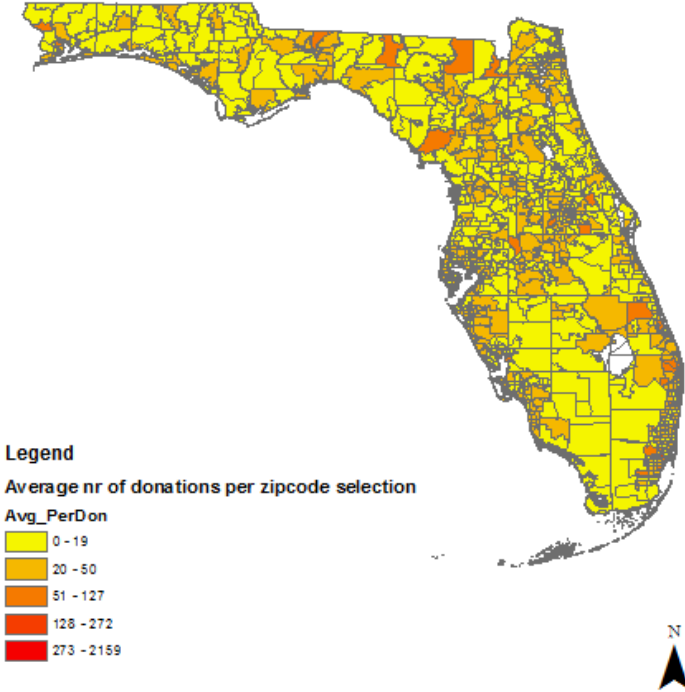 Legend
Average nr of donations per zipcode selection
Avg_PerDon
0 - 19
20 - 50
51 - 127
128 - 272
273 - 2159
N